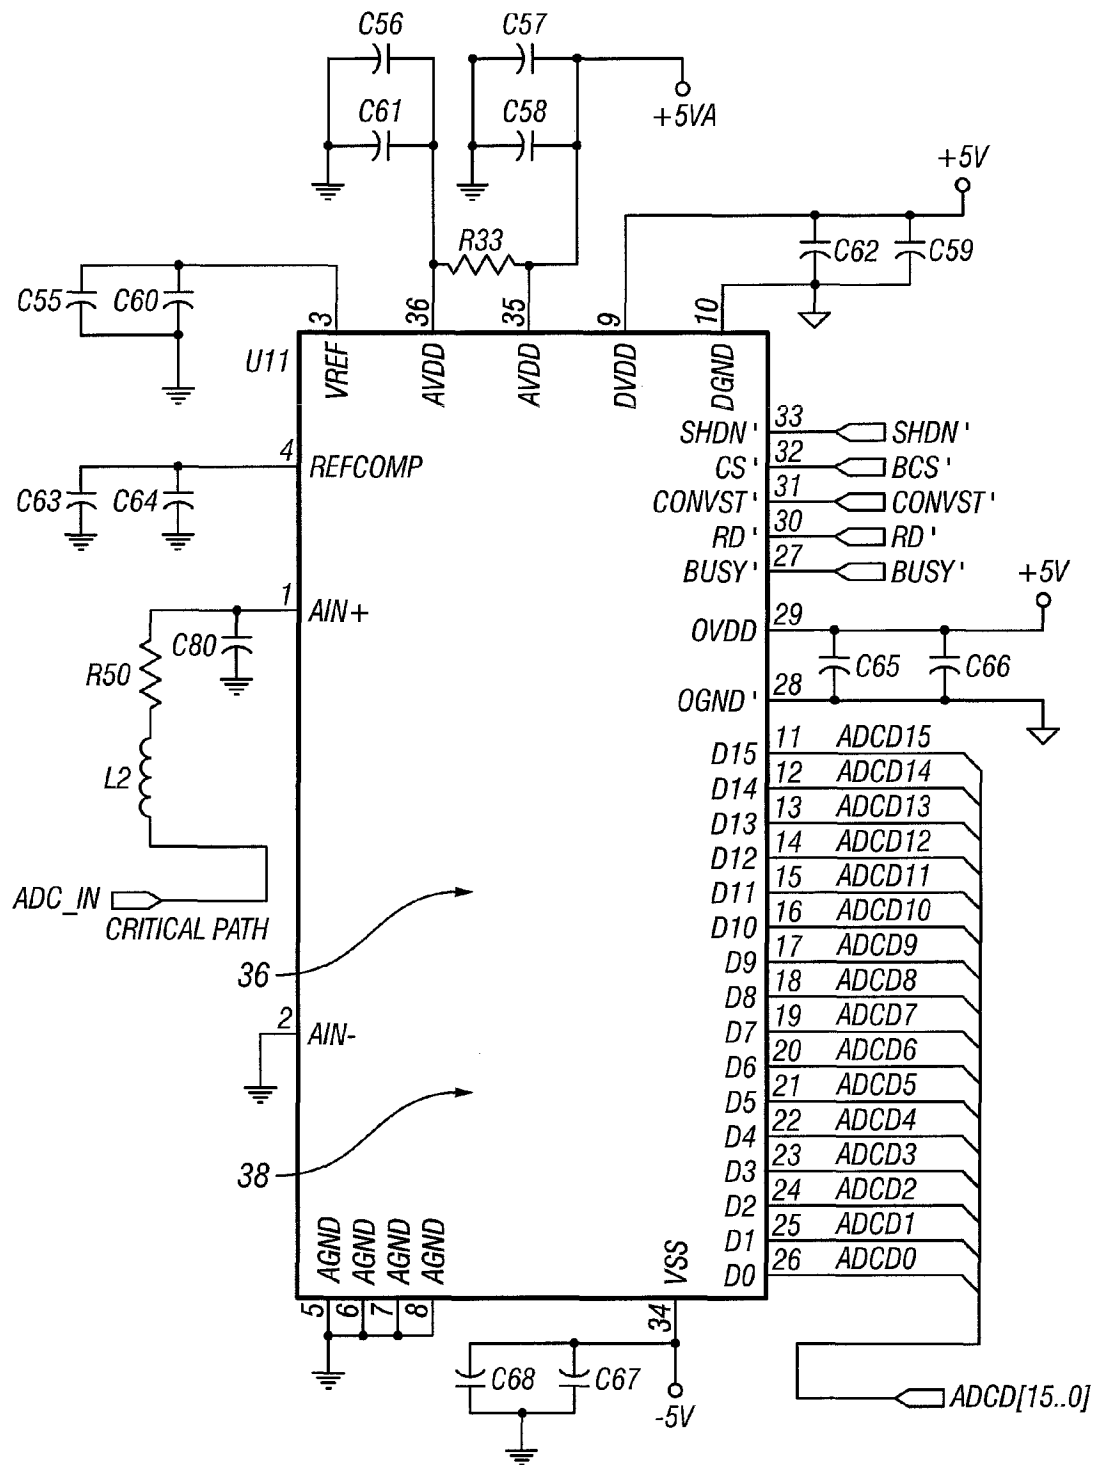 C56
C57
C61
C58
+5VA
+5V
R33
C62
C59
C55
C60
3
36
35
9
10
U11
VREF
AVDD
AVDD
DVDD
DGND
SHDN'
33
SHDN'
4
REFCOMP
CS'
32
BCS'
C63
C64
CONVST'
31
CONVST'
RD'
30
RD'
BUSY'
27
BUSY'
+5V
1
AIN+
OVDD
29
C80
R50
C65
C66
OGND'
28
L2
D15
11
ADCD15
D14
12
ADCD14
D13
13
ADCD13
D12
14
ADCD12
D11
15
ADCD11
ADC_IN
CRITICAL PATH
D10
16
ADCD10
36
D9
17
ADCD9
D8
18
ADCD8
2
AIN-
D7
19
ADCD7
D6
20
ADCD6
D5
21
ADCD5
D4
22
ADCD4
38
D3
23
ADCD3
D2
24
ADCD2
D1
25
ADCD1
D0
26
ADCD0
AGND
AGND
AGND
AGND
VSS
5
6
7
8
34
C68
C67
-5V
ADCD[15..0]